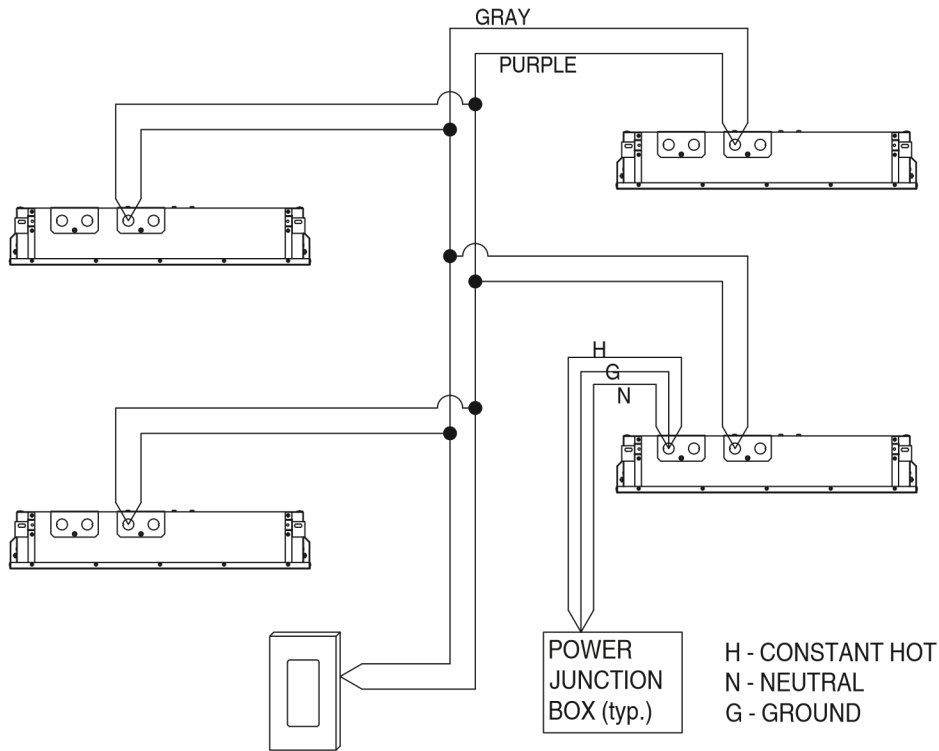 GRAY
PURPLE
H
G
N
POWER
JUNCTION
BOX (typ.)
H - CONSTANT HOT
N - NEUTRAL
G - GROUND